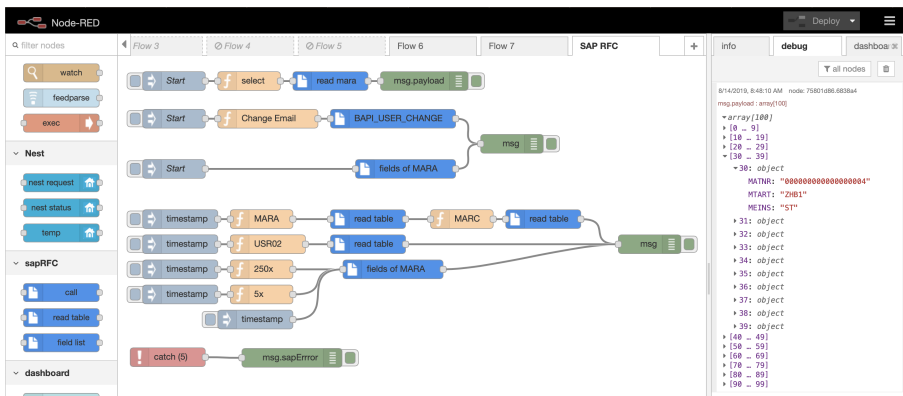 Node-RED
Deploy
filter nodes
Flow 3
Flow 4
Flow 5
Flow 6
Flow 7
SAP RFC
+
info
debug
dashboa
watch
feedparse
exec
Nest
nest request
nest status
temp
sapRFC
call
read table
field list
dashboard
Start
f select
read mara
msg.payload
Start
f Change Email
BAPI_USER_CHANGE
msg
Start
fields of MARA
timestamp
f MARA
read table
f MARC
read table
timestamp
f USR02
read table
msg
timestamp
f 250x
fields of MARA
timestamp
f 5x
timestamp
! catch (5)
msg.sapErrror
all nodes
8/14/2019, 8:48:10 AM node: 75801d86.6838a4
msg.payload : array[100]
array[100]
[0 … 9]
[10 … 19]
[20 … 29]
[30 … 39]
30: object
MATNR: "000000000000000004"
MTART: "ZHB1"
MEINS: "ST"
31: object
32: object
33: object
34: object
35: object
36: object
37: object
38: object
39: object
[40 … 49]
[50 … 59]
[60 … 69]
[70 … 79]
[80 … 89]
[90 … 99]